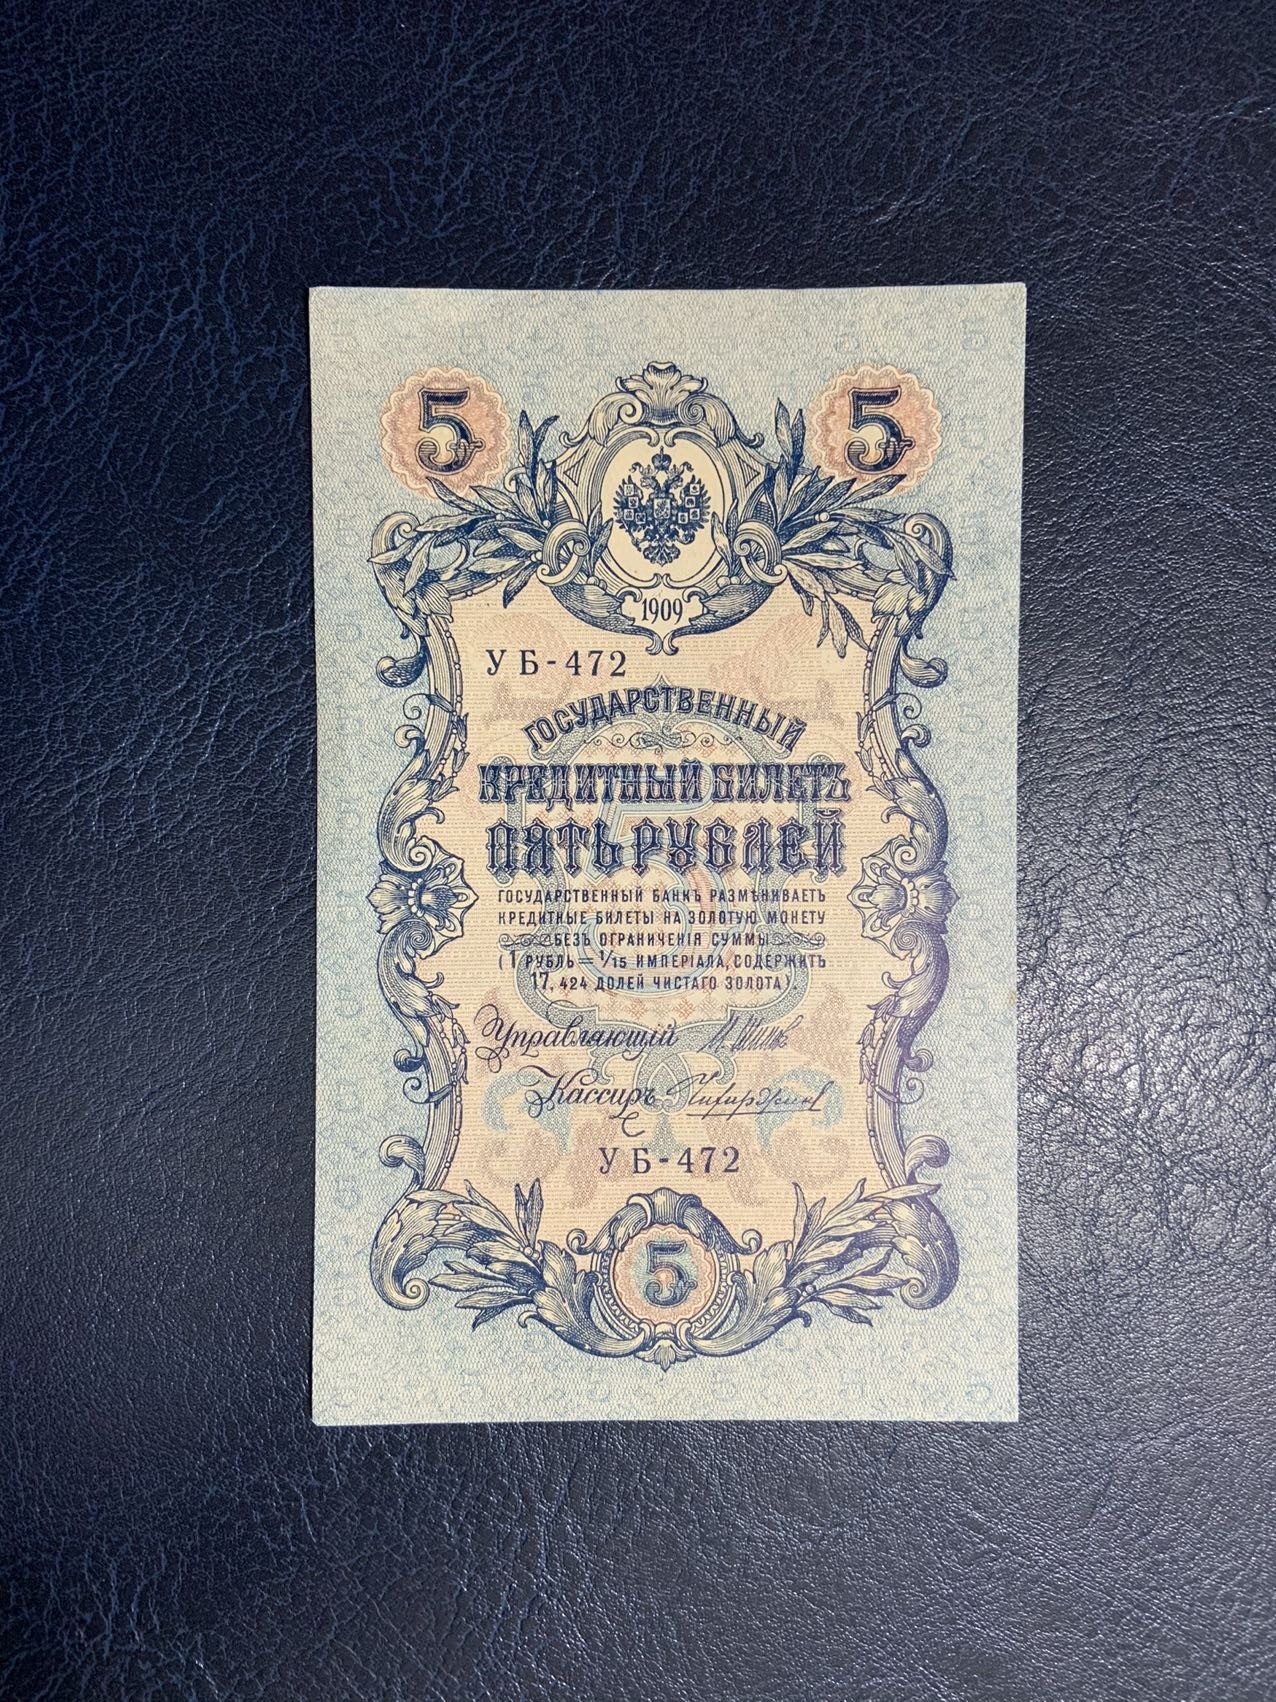 5 5
1909
УБ-472
ГОСУДАРСТВЕННЫЙ
КРЕДИТНЫЙ БИЛЕТЪ
ПЯТЬ РУБЛЕЙ
ГОСУДАРСТВЕННЫЙ БАНКЪ РАЗМѢНИВАЕТЪ
КРЕДИТНЫЕ БИЛЕТЫ НА ЗОЛОТУЮ МОНЕТУ
БЕЗЪ ОГРАНИЧЕНІЯ СУММЫ
(1 РУБЛЬ = 1/15 ИМПЕРІАЛА, СОДЕРЖИТЪ
17,424 ДОЛЕЙ ЧИСТАГО ЗОЛОТА).
Управляющій
Кассиръ
УБ-472
5